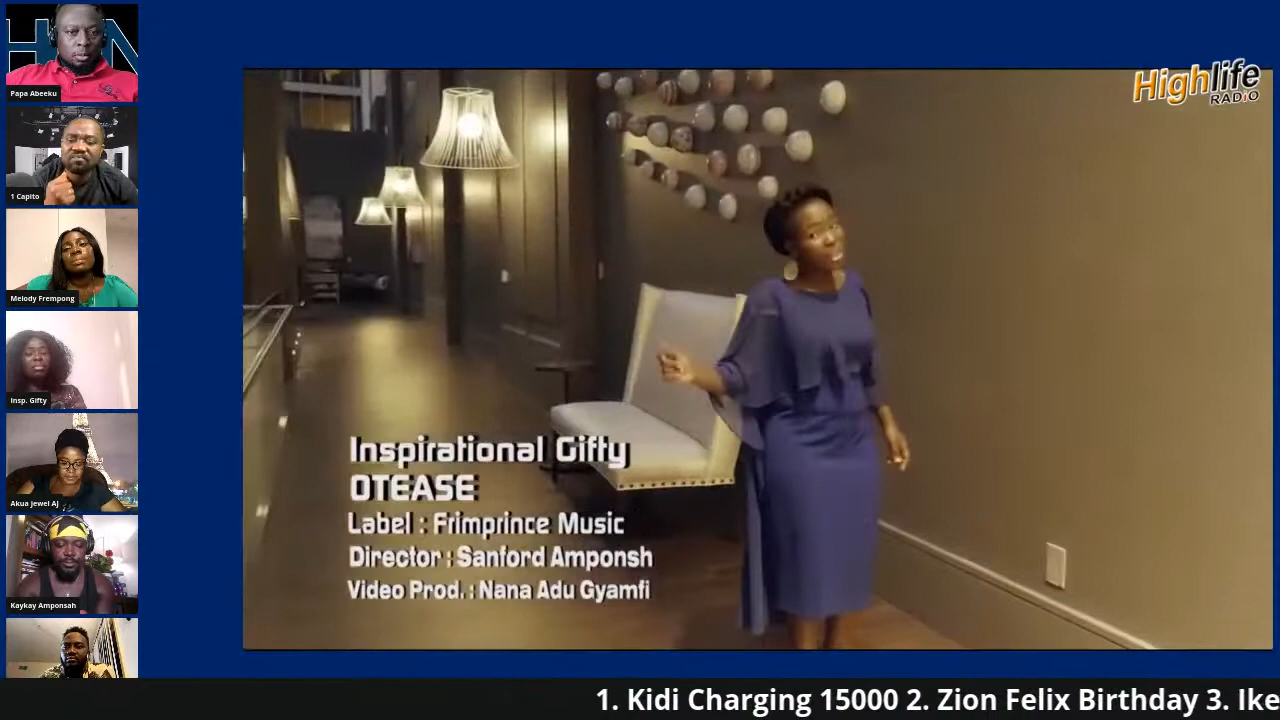 HN
Papa Abeeku
1 Capito
Melody Frempong
Insp. Gifty
Akua Jewel AJ
Kaykay Amponsah
Highlife
RADIO
Inspirational Gifty
OTEASE
Label : Frimprince Music
Director : Sanford Amponsh
Video Prod. : Nana Adu Gyamfi
1. Kidi Charging 15000 2. Zion Felix Birthday 3. Ike